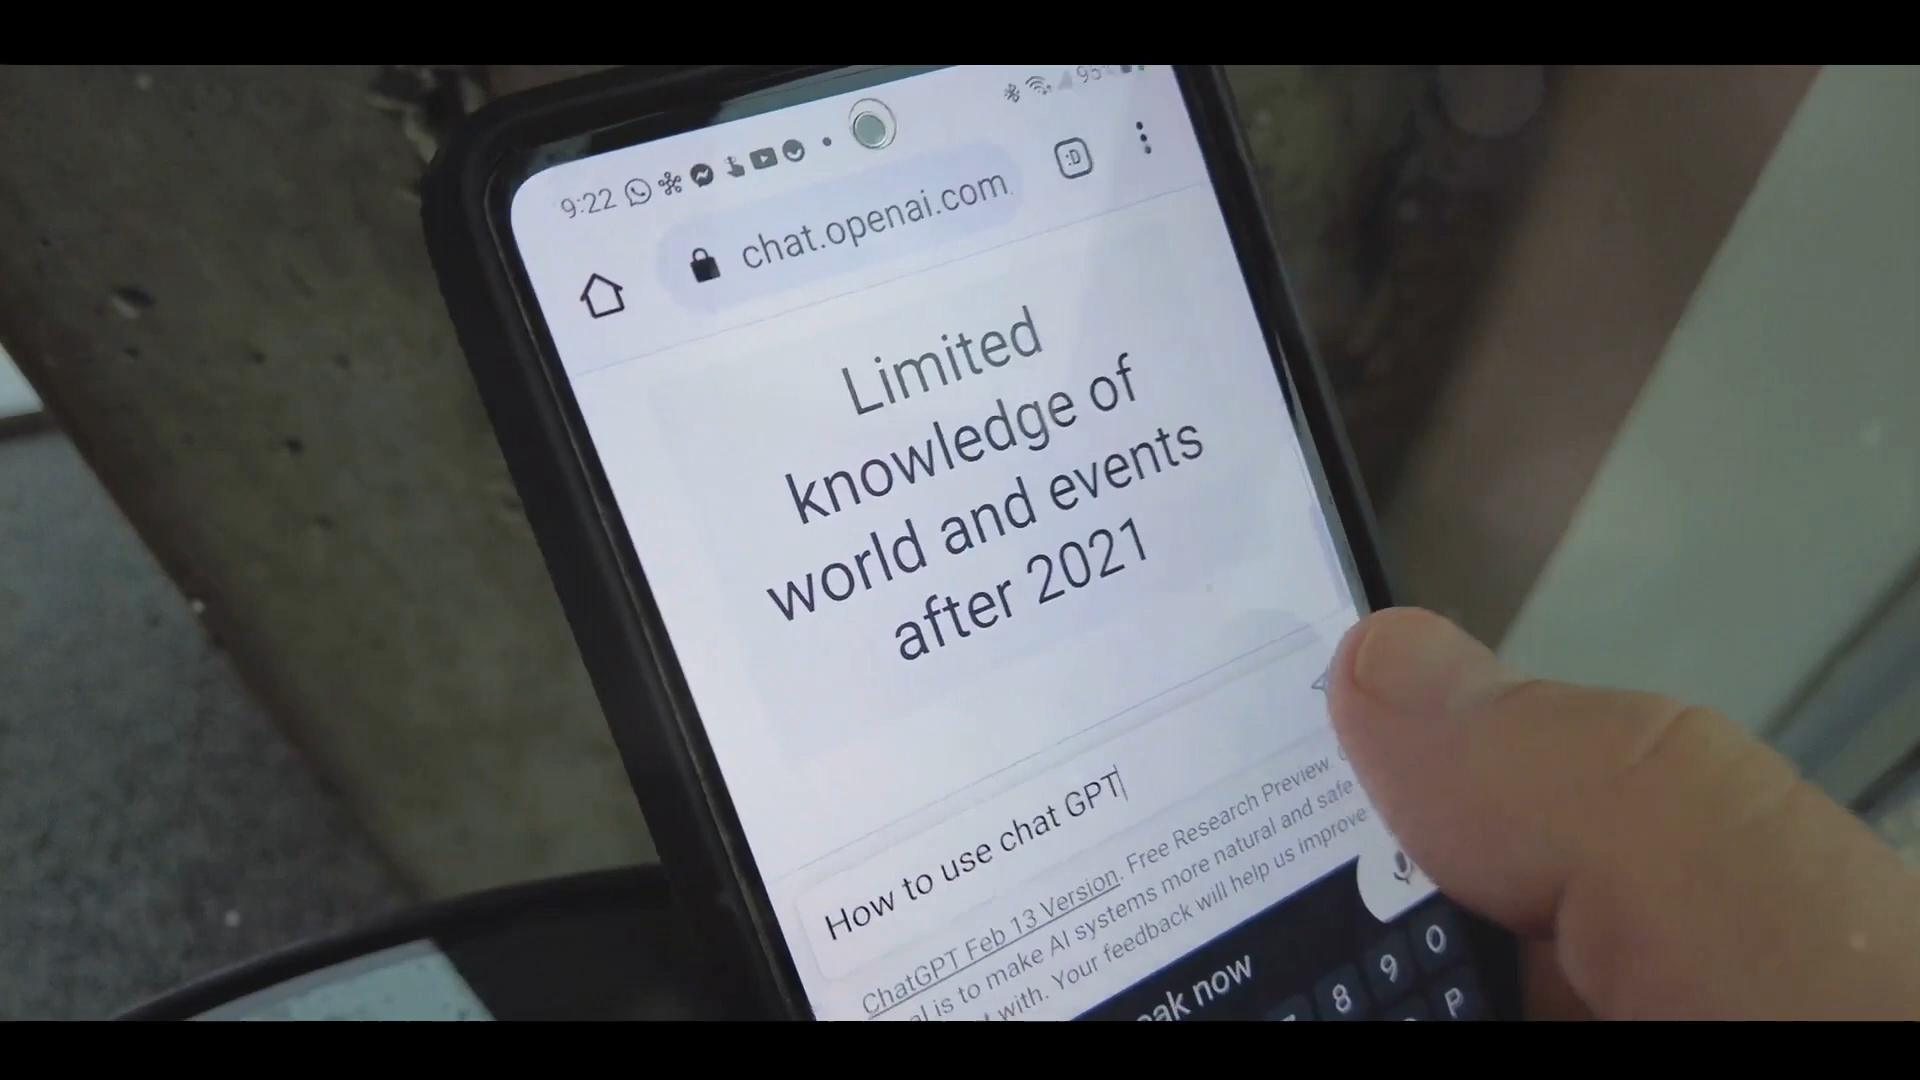 9:22
95
chat.openai.com
:D
Limited
knowledge of
world and events
after 2021
How to use chat GPT
ChatGPT Feb 13 Version. Free Research Preview.
is to make AI systems more natural and safe
with. Your feedback will help us improve
now
8 9 0
P